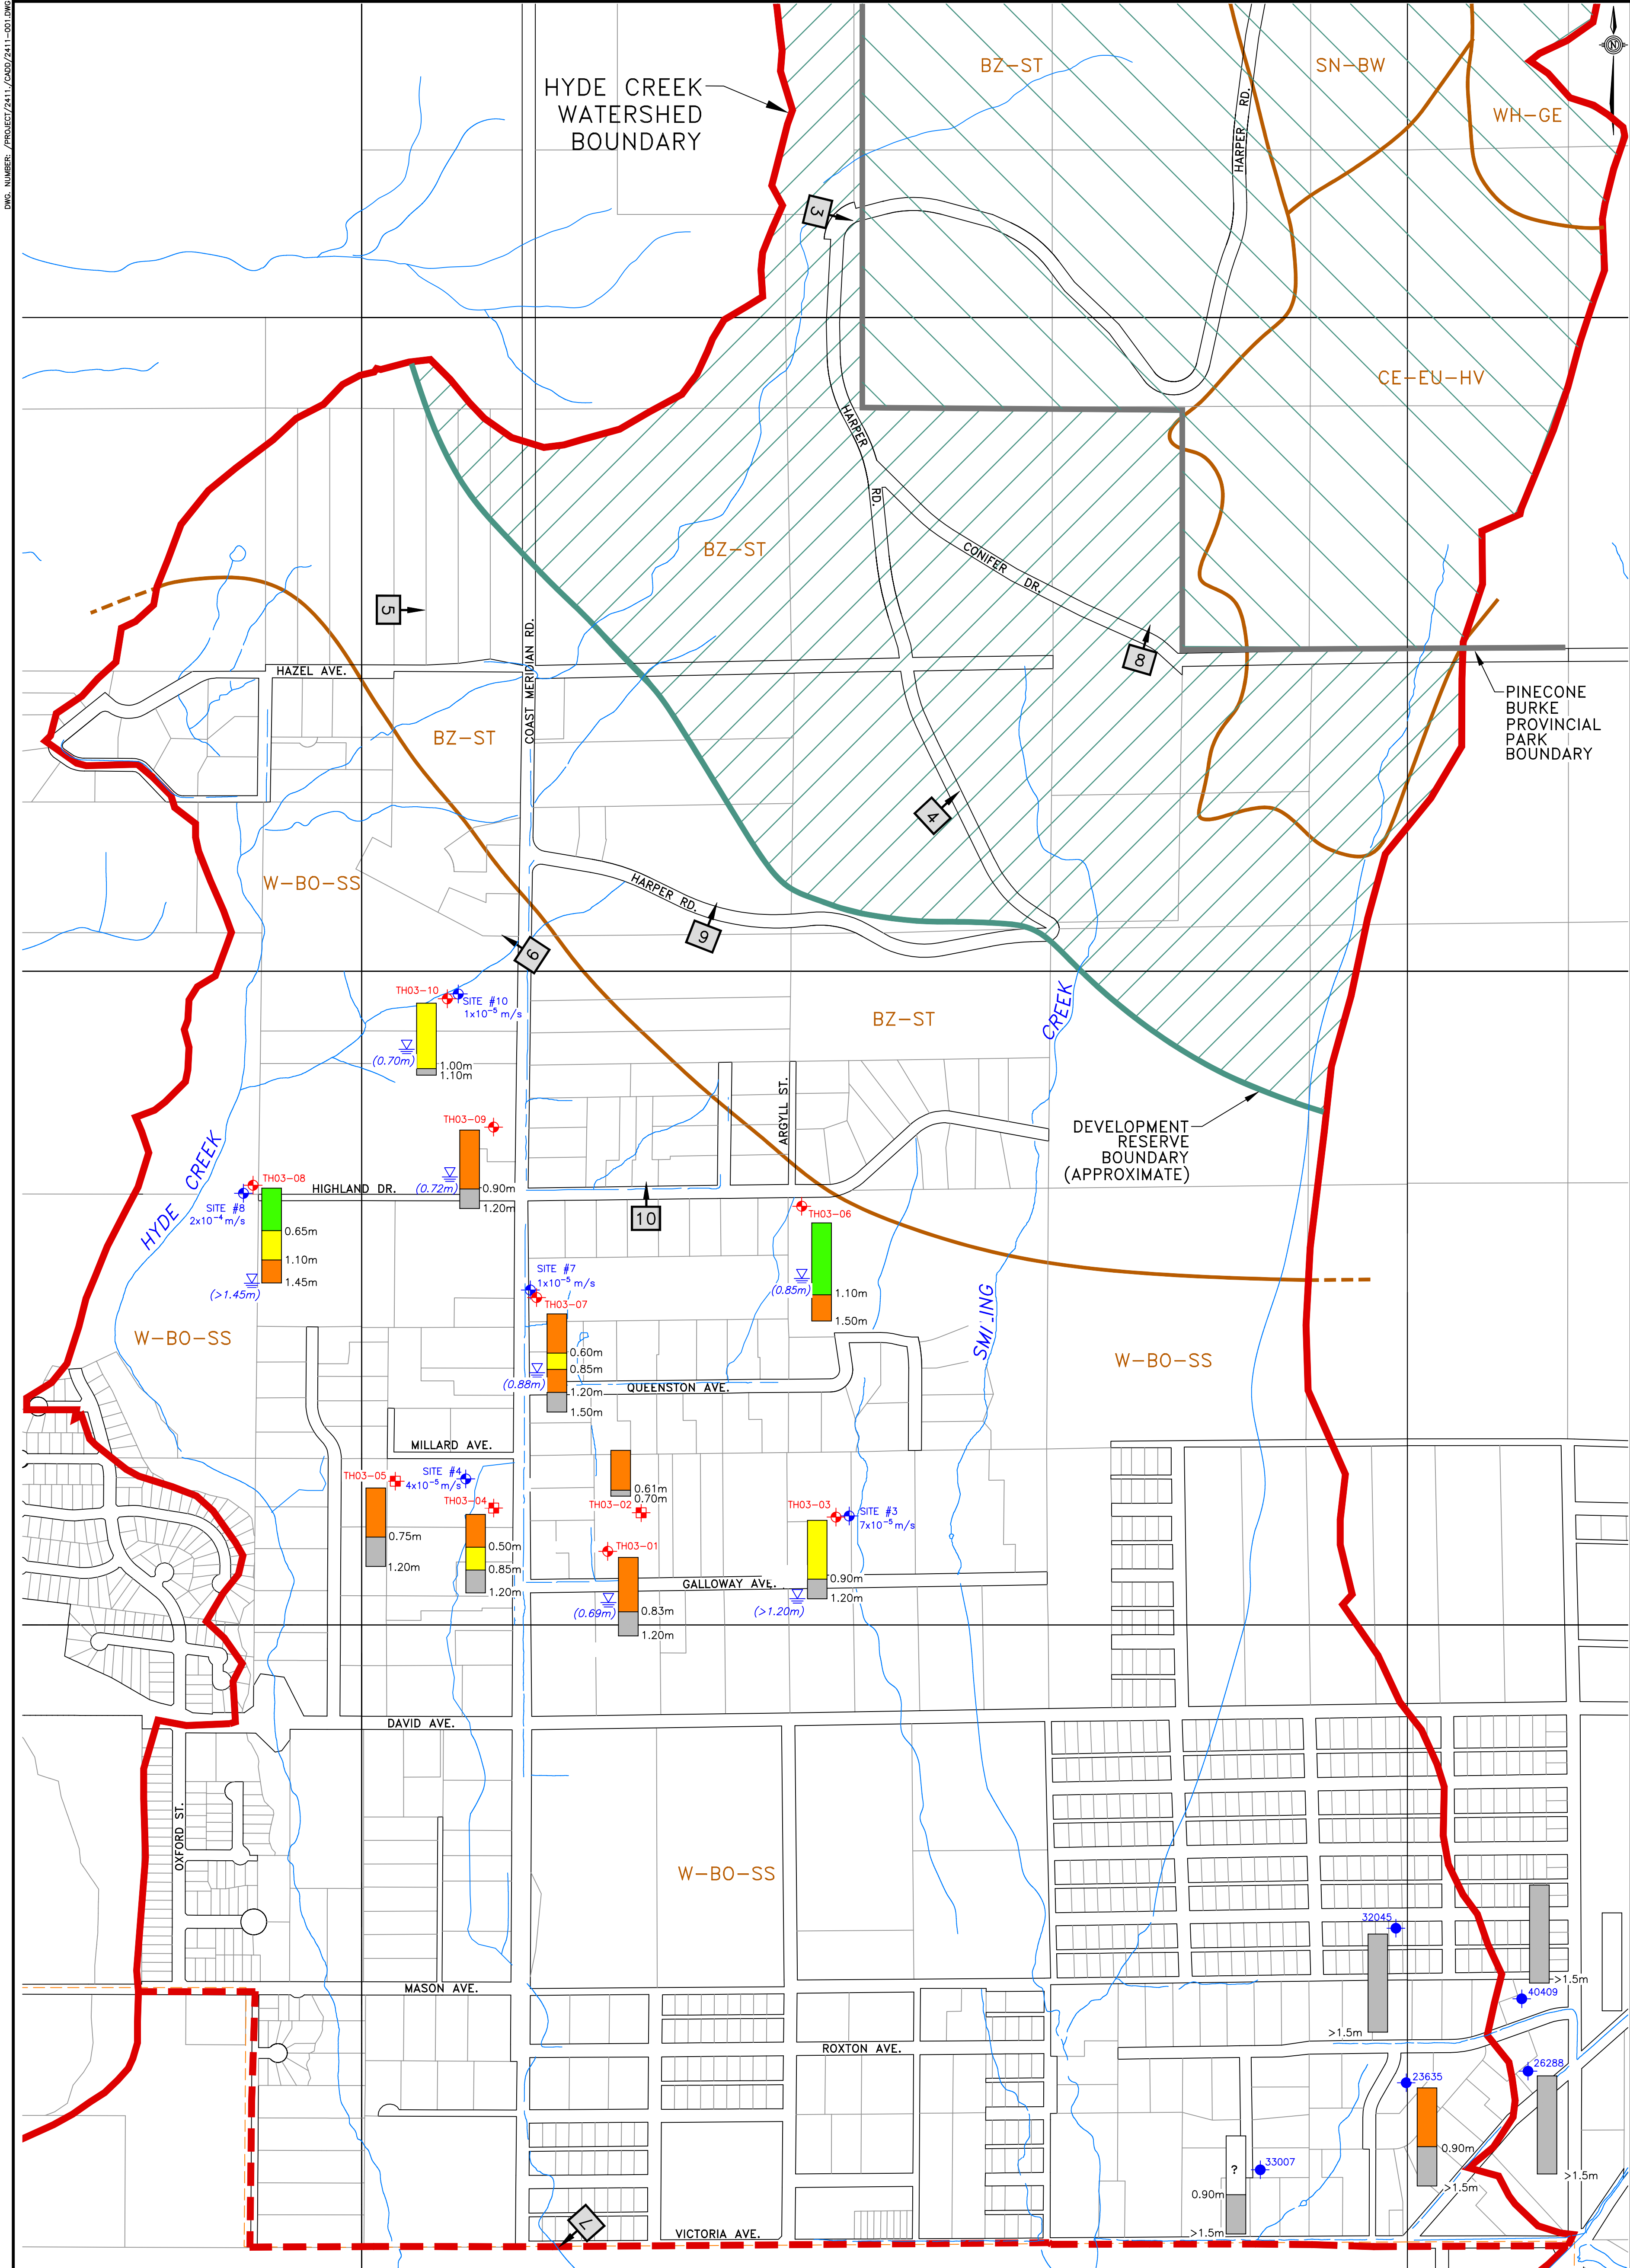 DWG. NUMBER: /PROJECT/2411./CADD/2411-001.DWG
N
HYDE CREEK
WATERSHED
BOUNDARY
BZ-ST
SN-BW
WH-GE
HARPER RD.
3
CE-EU-HV
HARPER
RD.
BZ-ST
CONIFER DR.
5
8
HAZEL AVE.
COAST MERIDIAN RD.
PINECONE
BURKE
PROVINCIAL
PARK
BOUNDARY
BZ-ST
4
W-BO-SS
HARPER RD.
9
6
TH03-10
SITE #10
1x10⁻⁵ m/s
(0.70m)
1.00m
1.10m
BZ-ST
CREEK
ARGYLL ST.
DEVELOPMENT
RESERVE
BOUNDARY
(APPROXIMATE)
TH03-09
(0.72m)
0.90m
1.20m
HYDE CREEK
TH03-08
SITE #8
2x10⁻⁴ m/s
0.65m
1.10m
1.45m
(>1.45m)
HIGHLAND DR.
10
TH03-06
(0.85m)
1.10m
1.50m
SITE #7
1x10⁻⁵ m/s
TH03-07
0.60m
0.85m
(0.88m)
1.20m
1.50m
W-BO-SS
W-BO-SS
QUEENSTON AVE.
MILLARD AVE.
TH03-05
0.75m
1.20m
SITE #4
4x10⁻⁵ m/s
TH03-04
0.50m
0.85m
1.20m
0.61m
0.70m
TH03-02
TH03-01
(0.69m)
0.83m
1.20m
TH03-03
SITE #3
7x10⁻⁵ m/s
0.90m
1.20m
(>1.20m)
GALLOWAY AVE.
DAVID AVE.
OXFORD ST.
W-BO-SS
32045
>1.5m
>1.5m
40409
MASON AVE.
ROXTON AVE.
26288
>1.5m
23635
0.90m
>1.5m
33007
?
0.90m
>1.5m
7
VICTORIA AVE.